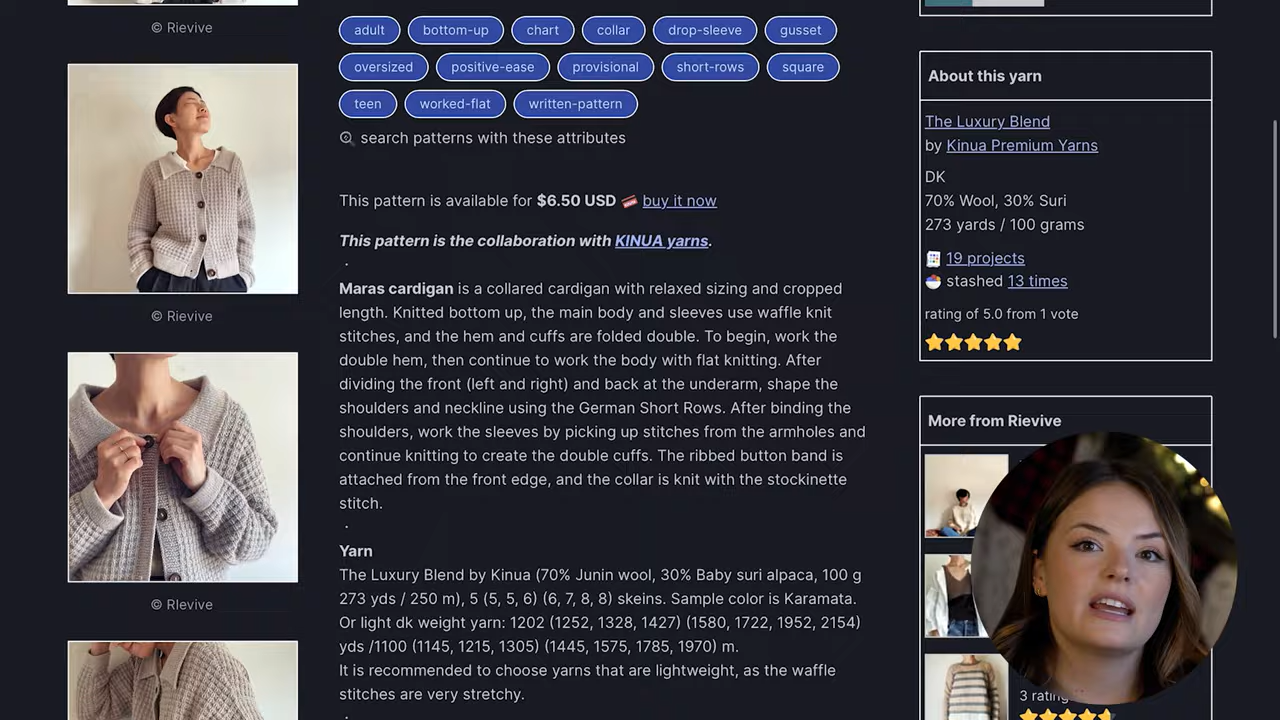 © Rievive
© Rievive
© RIevive
adult
bottom-up
chart
collar
drop-sleeve
gusset
oversized
positive-ease
provisional
short-rows
square
teen
worked-flat
written-pattern
search patterns with these attributes
This pattern is available for $6.50 USD buy it now
This pattern is the collaboration with KINUA yarns.
.
Maras cardigan is a collared cardigan with relaxed sizing and cropped
length. Knitted bottom up, the main body and sleeves use waffle knit
stitches, and the hem and cuffs are folded double. To begin, work the
double hem, then continue to work the body with flat knitting. After
dividing the front (left and right) and back at the underarm, shape the
shoulders and neckline using the German Short Rows. After binding the
shoulders, work the sleeves by picking up stitches from the armholes and
continue knitting to create the double cuffs. The ribbed button band is
attached from the front edge, and the collar is knit with the stockinette
stitch.
.
Yarn
The Luxury Blend by Kinua (70% Junin wool, 30% Baby suri alpaca, 100 g
273 yds / 250 m), 5 (5, 5, 6) (6, 7, 8, 8) skeins. Sample color is Karamata.
Or light dk weight yarn: 1202 (1252, 1328, 1427) (1580, 1722, 1952, 2154)
yds /1100 (1145, 1215, 1305) (1445, 1575, 1785, 1970) m.
It is recommended to choose yarns that are lightweight, as the waffle
stitches are very stretchy.
.
About this yarn
The Luxury Blend
by Kinua Premium Yarns
DK
70% Wool, 30% Suri
273 yards / 100 grams
19 projects
stashed 13 times
rating of 5.0 from 1 vote
More from Rievive
3 rating